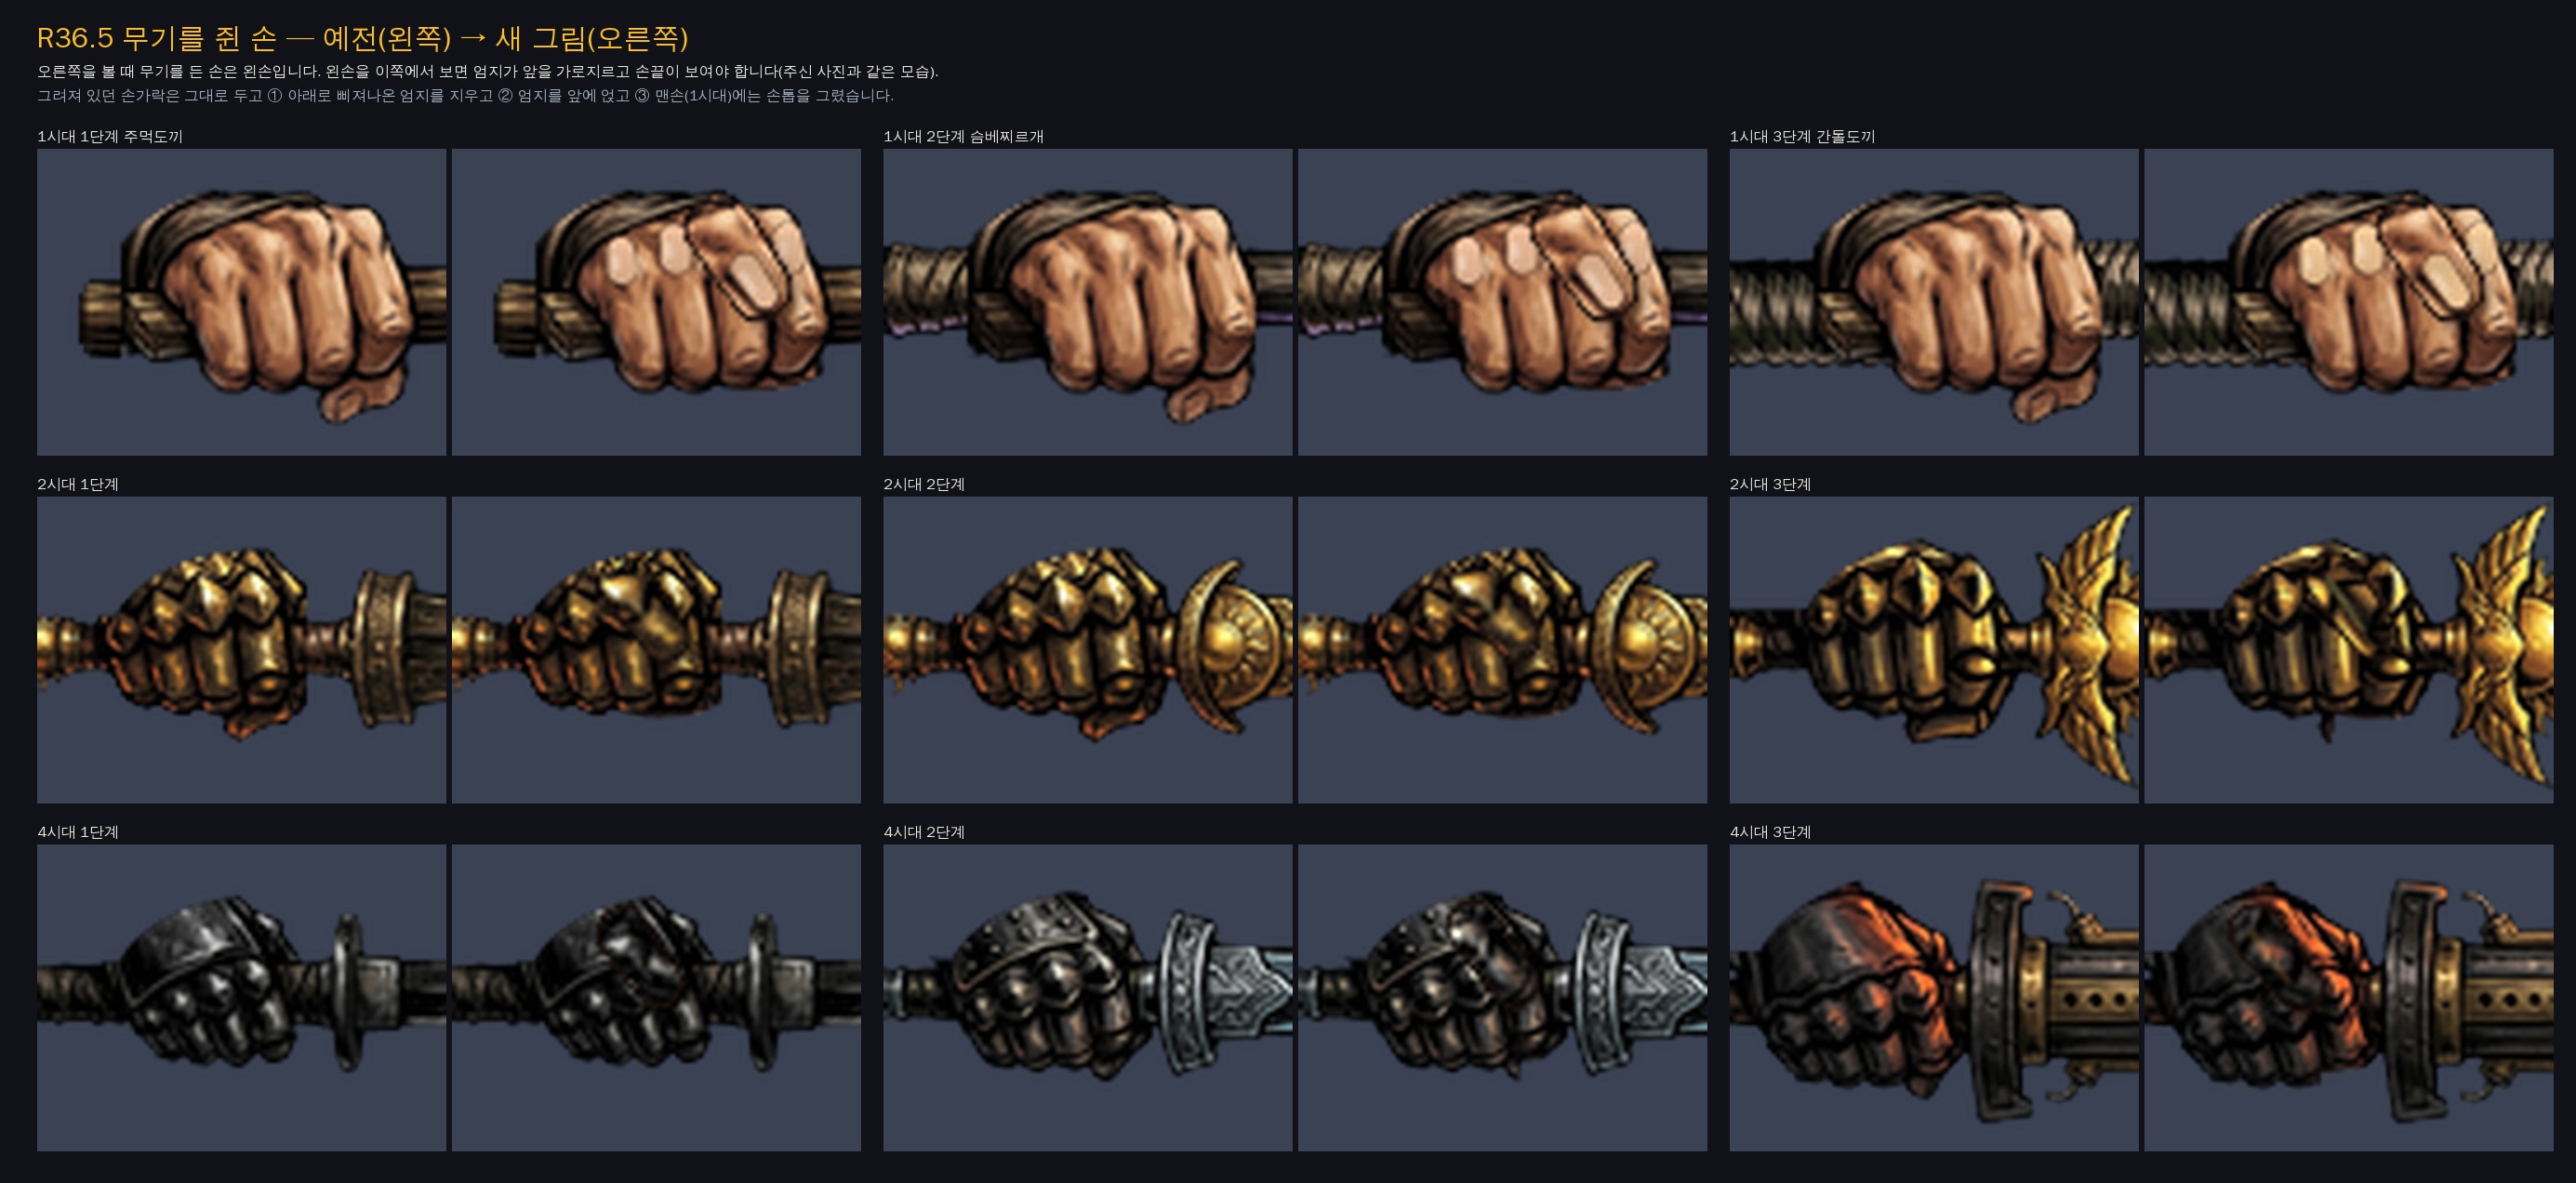 R36.5 무기를 쥔 손 — 예전(왼쪽) → 새 그림(오른쪽)
오른쪽을 볼 때 무기를 든 손은 왼손입니다. 왼손을 이쪽에서 보면 엄지가 앞을 가로지르고 손끝이 보여야 합니다(주신 사진과 같은 모습).
그려져 있던 손가락은 그대로 두고 ① 아래로 삐져나온 엄지를 지우고 ② 엄지를 앞에 얹고 ③ 맨손(1시대)에는 손톱을 그렸습니다.
1시대 1단계 주먹도끼
1시대 2단계 슴베찌르개
1시대 3단계 간돌도끼
2시대 1단계
2시대 2단계
2시대 3단계
4시대 1단계
4시대 2단계
4시대 3단계